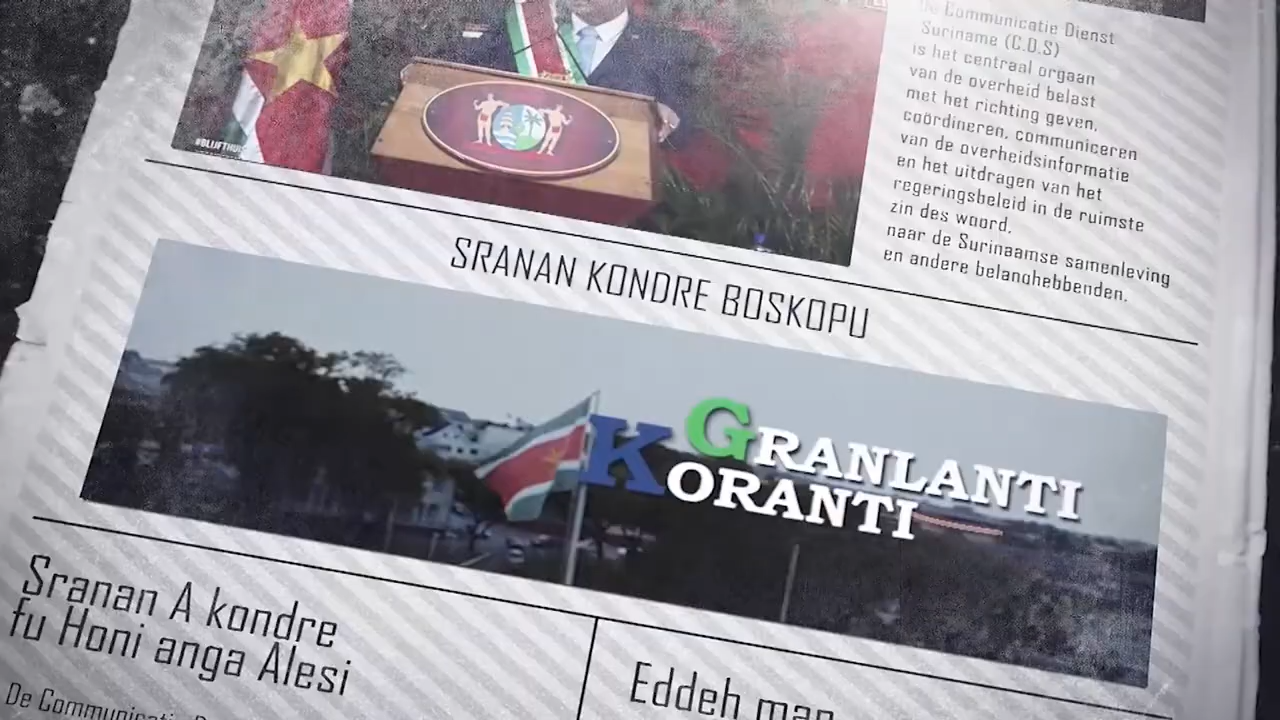 De Communicatie Dienst
Suriname (C.D.S)
is het centraal orgaan
van de overheid belast
met het richting geven,
coördineren, communiceren
van de overheidsinformatie
en het uitdragen van het
regeringsbeleid in de ruimste
zin des woord.
naar de Surinaamse samenleving
en andere belanghebbenden.
SRANAN KONDRE BOSKOPU
GRANLANTI
KORANTI
Sranan A kondre
fu Honi anga Alesi
Eddeh man